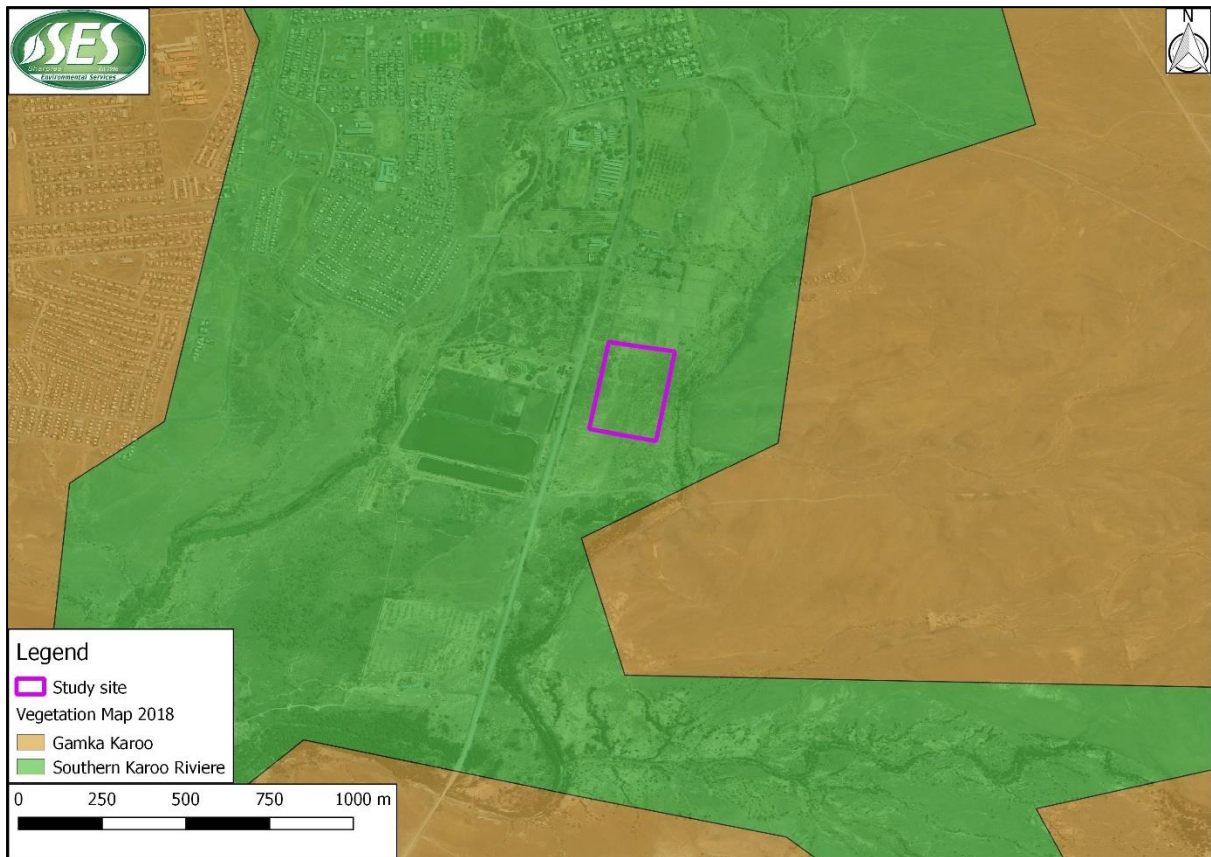 SES
Environmental Services
N
Legend
Study site
Vegetation Map 2018
Gamka Karoo
Southern Karoo Riviere
0 250 500 750 1000 m